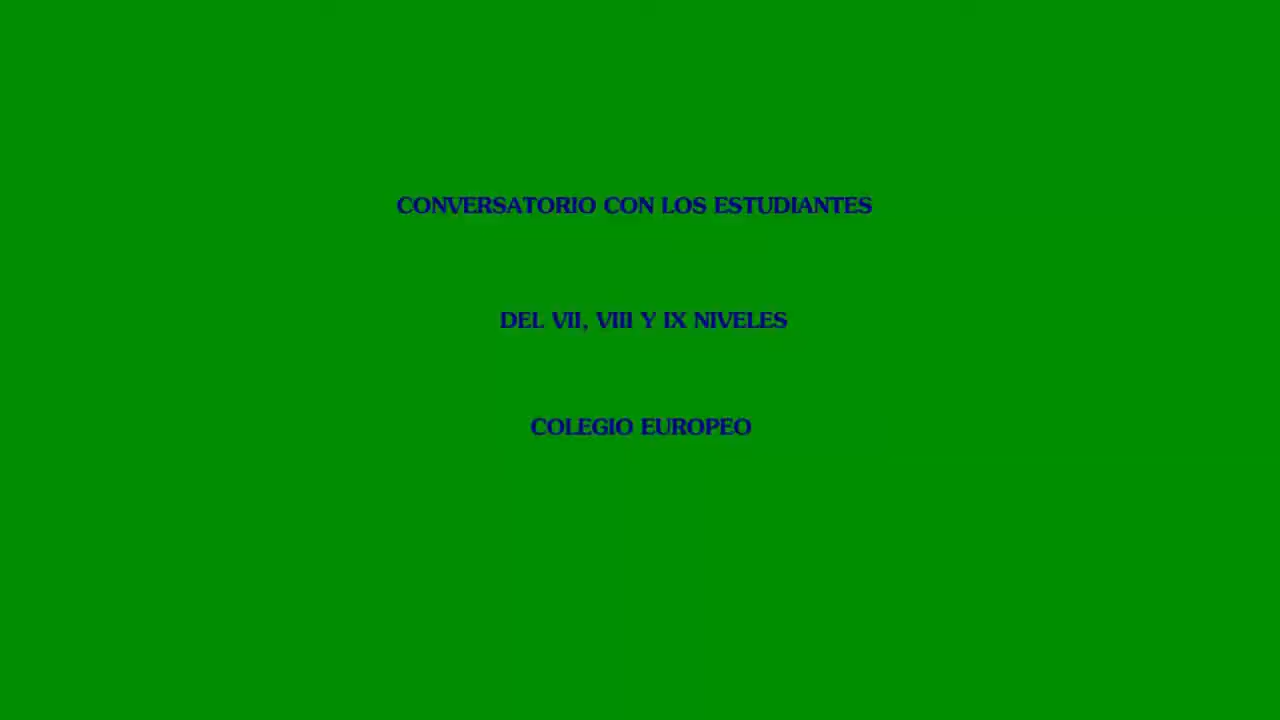 CONVERSATORIO CON LOS ESTUDIANTES
DEL VII, VIII Y IX NIVELES
COLEGIO EUROPEO